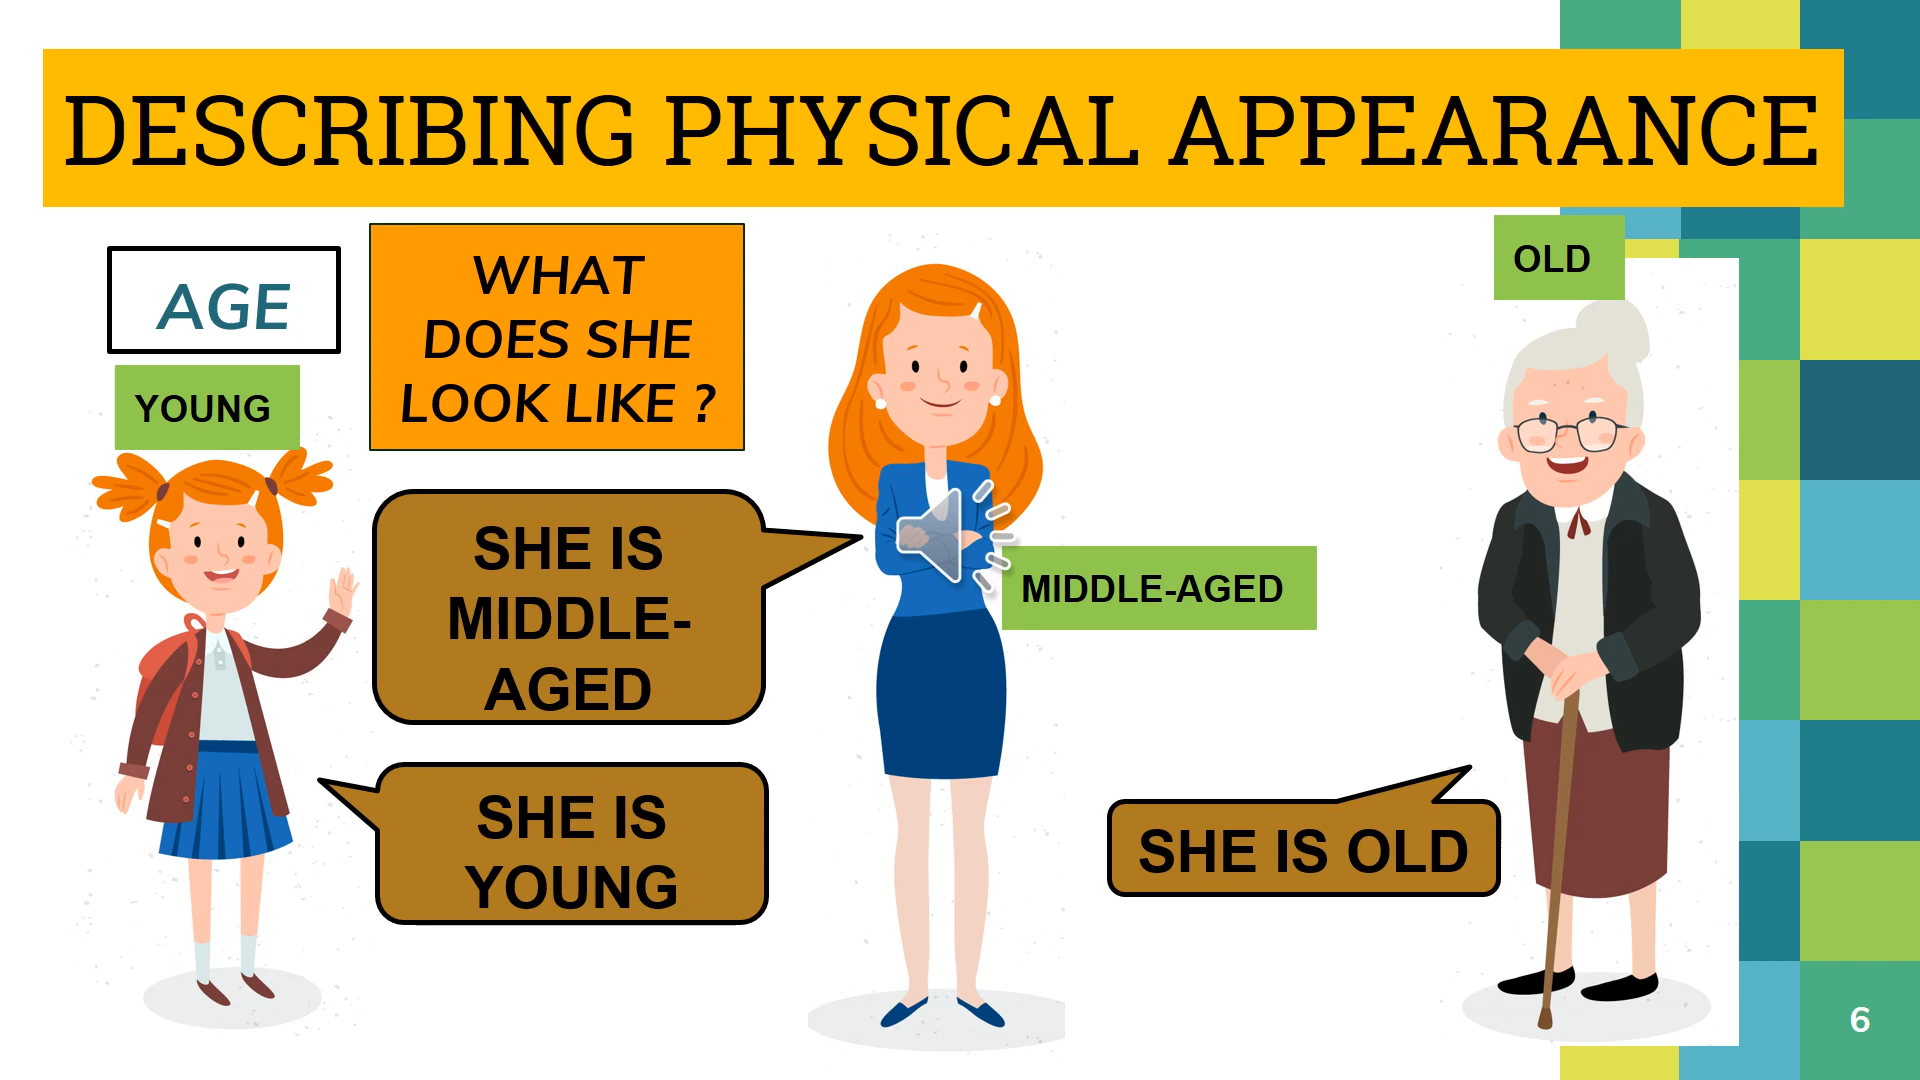 DESCRIBING PHYSICAL APPEARANCE
AGE
WHAT
DOES SHE
LOOK LIKE ?
YOUNG
OLD
SHE IS
MIDDLE-
AGED
MIDDLE-AGED
SHE IS
YOUNG
SHE IS OLD
6